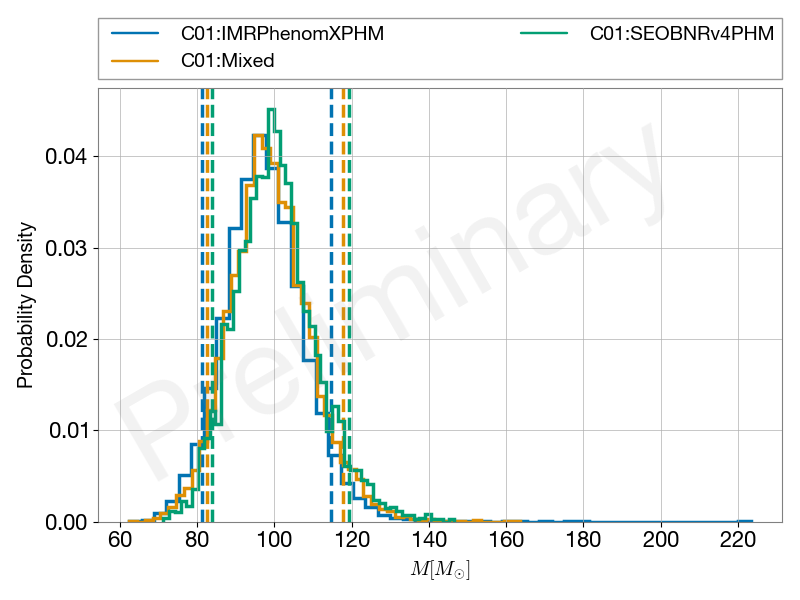 C01:IMRPhenomXPHM C01:SEOBNRv4PHM
C01:Mixed
Preliminary
Probability Density
0.04
0.03
0.02
0.01
0.00
60 80 100 120 140 160 180 200 220
M[M⊙]